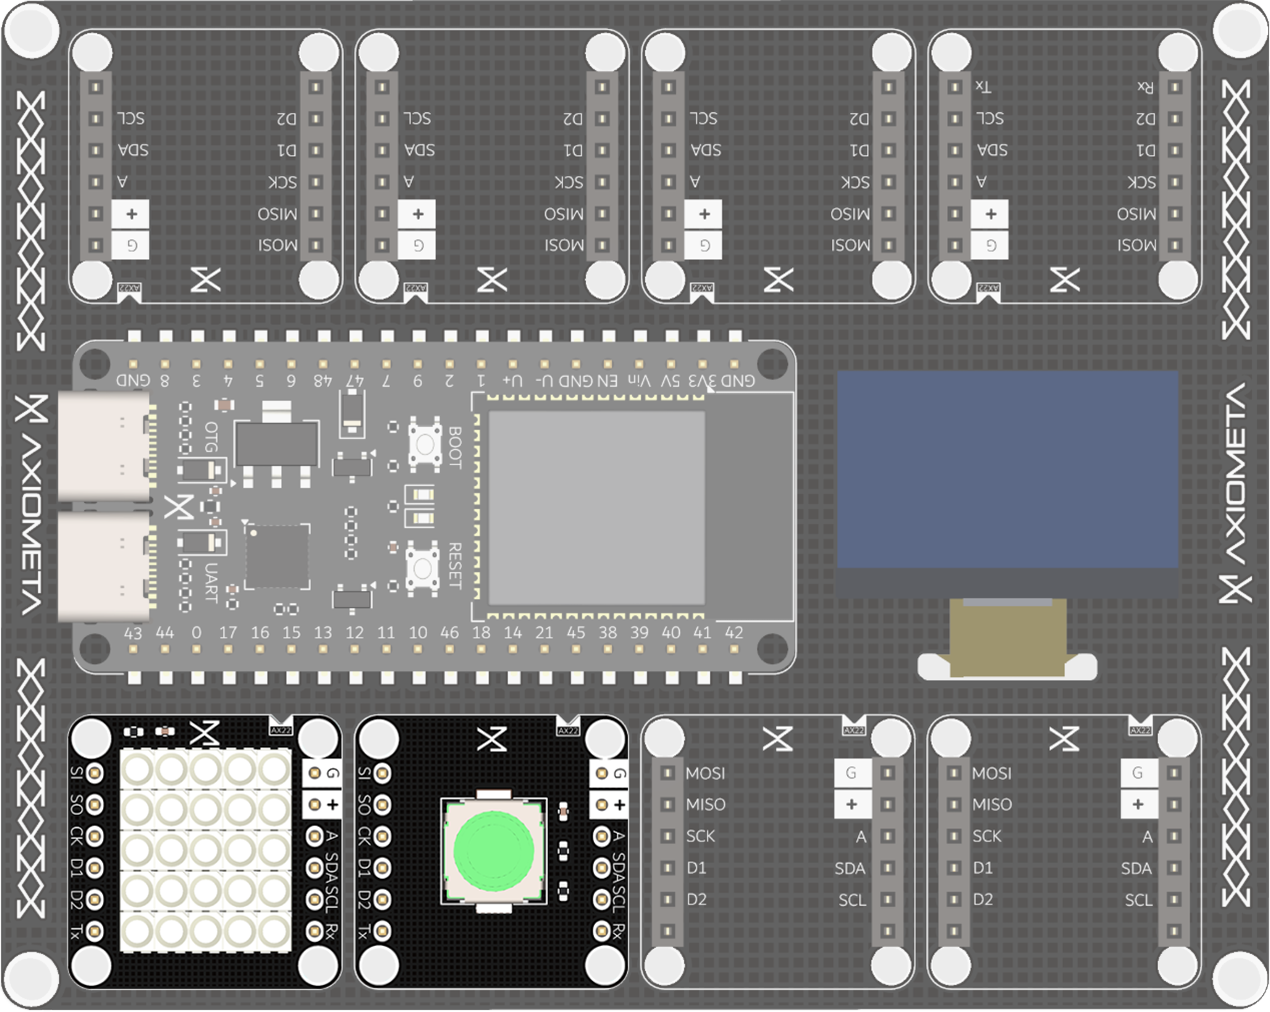 SCL D2
SDA D1
A SCK
+ MISO
G MOSI
AX22
SCL D2
SDA D1
A SCK
+ MISO
G MOSI
AX22
SCL D2
SDA D1
A SCK
+ MISO
G MOSI
AX22
Tx Rx
SCL D2
SDA D1
A SCK
+ MISO
G MOSI
AX22
GND 8 3 4 5 6 48 47 7 9 2 1 U+ U- GND EN Vin 5V 3V3 GND
OTG
BOOT
UART
RESET
43 44 0 17 16 15 13 12 11 10 46 18 14 21 45 38 39 40 41 42
AXIOMETA
AXIOMETA
AX22
SI G
SO +
CK A
D1 SDA
D2 SCL
Tx Rx
AX22
SI G
SO +
CK A
D1 SDA
D2 SCL
Tx Rx
AX22
MOSI G
MISO +
SCK A
D1 SDA
D2 SCL
AX22
MOSI G
MISO +
SCK A
D1 SDA
D2 SCL